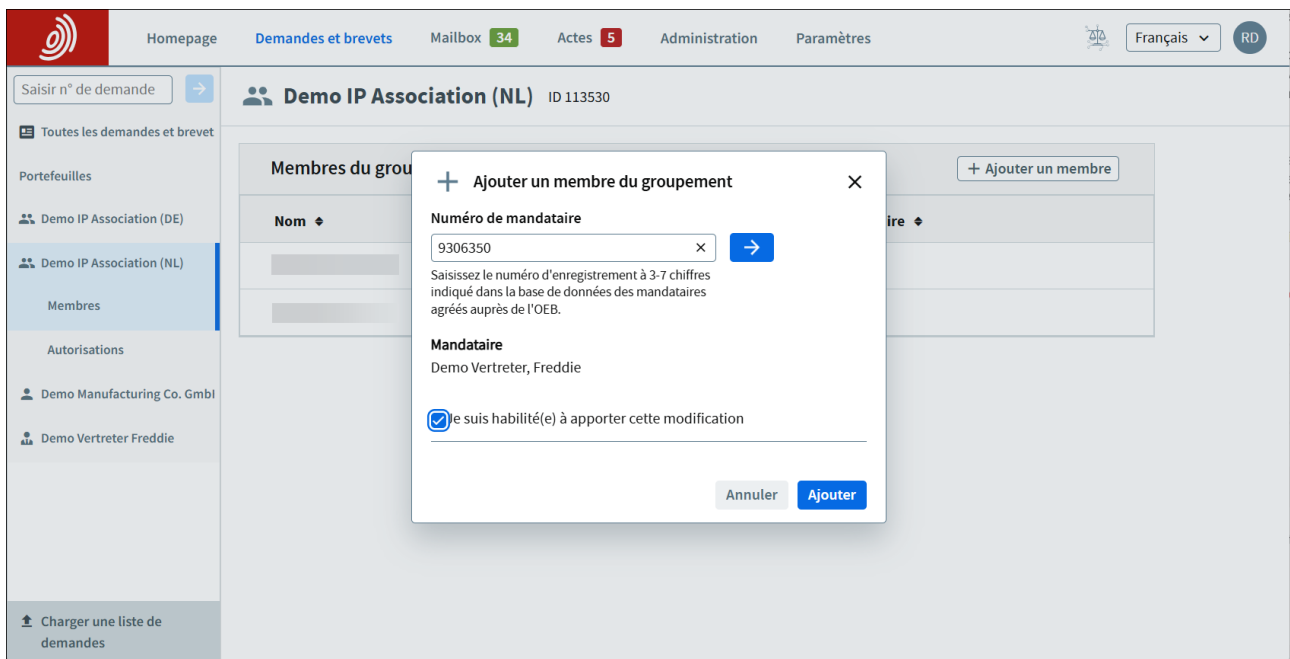 Homepage
Demandes et brevets
Mailbox 34
Actes 5
Administration
Paramètres
Français
RD
Saisir n° de demande
Toutes les demandes et brevet
Portefeuilles
Demo IP Association (DE)
Demo IP Association (NL)
Membres
Autorisations
Demo Manufacturing Co. Gmbl
Demo Vertreter Freddie
Charger une liste de
demandes
Demo IP Association (NL) ID 113530
Membres du grou
+ Ajouter un membre
Nom
ire
Ajouter un membre du groupement
Numéro de mandataire
9306350
Saisissez le numéro d'enregistrement à 3-7 chiffres
indiqué dans la base de données des mandataires
agréés auprès de l'OEB.
Mandataire
Demo Vertreter, Freddie
Je suis habilité(e) à apporter cette modification
Annuler
Ajouter